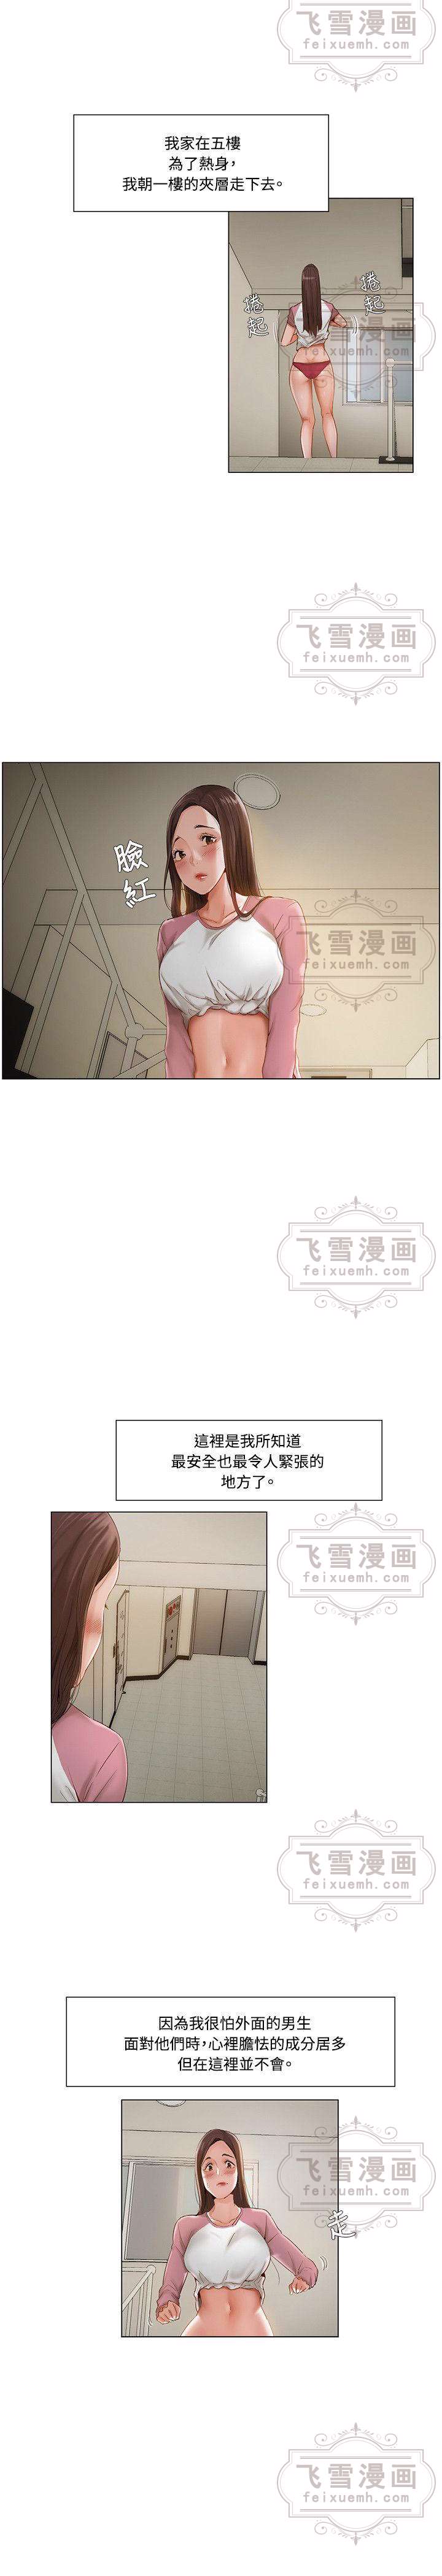 飞雪漫画
feixuemh.com
我家在五樓
為了熱身，
我朝一樓的夾層走下去。
捲起
捲起
飞雪漫画
feixuemh.com
飞雪漫画
feixuemh.com
臉紅
飞雪漫画
feixuemh.com
飞雪漫画
feixuemh.com
這裡是我所知道
最安全也最令人緊張的
地方了。
飞雪漫画
feixuemh.com
飞雪漫画
feixuemh.com
因為我很怕外面的男生
面對他們時，心裡膽怯的成分居多
但在這裡並不會。
飞雪漫画
feixuemh.com
走
飞雪漫画
feixuemh.com